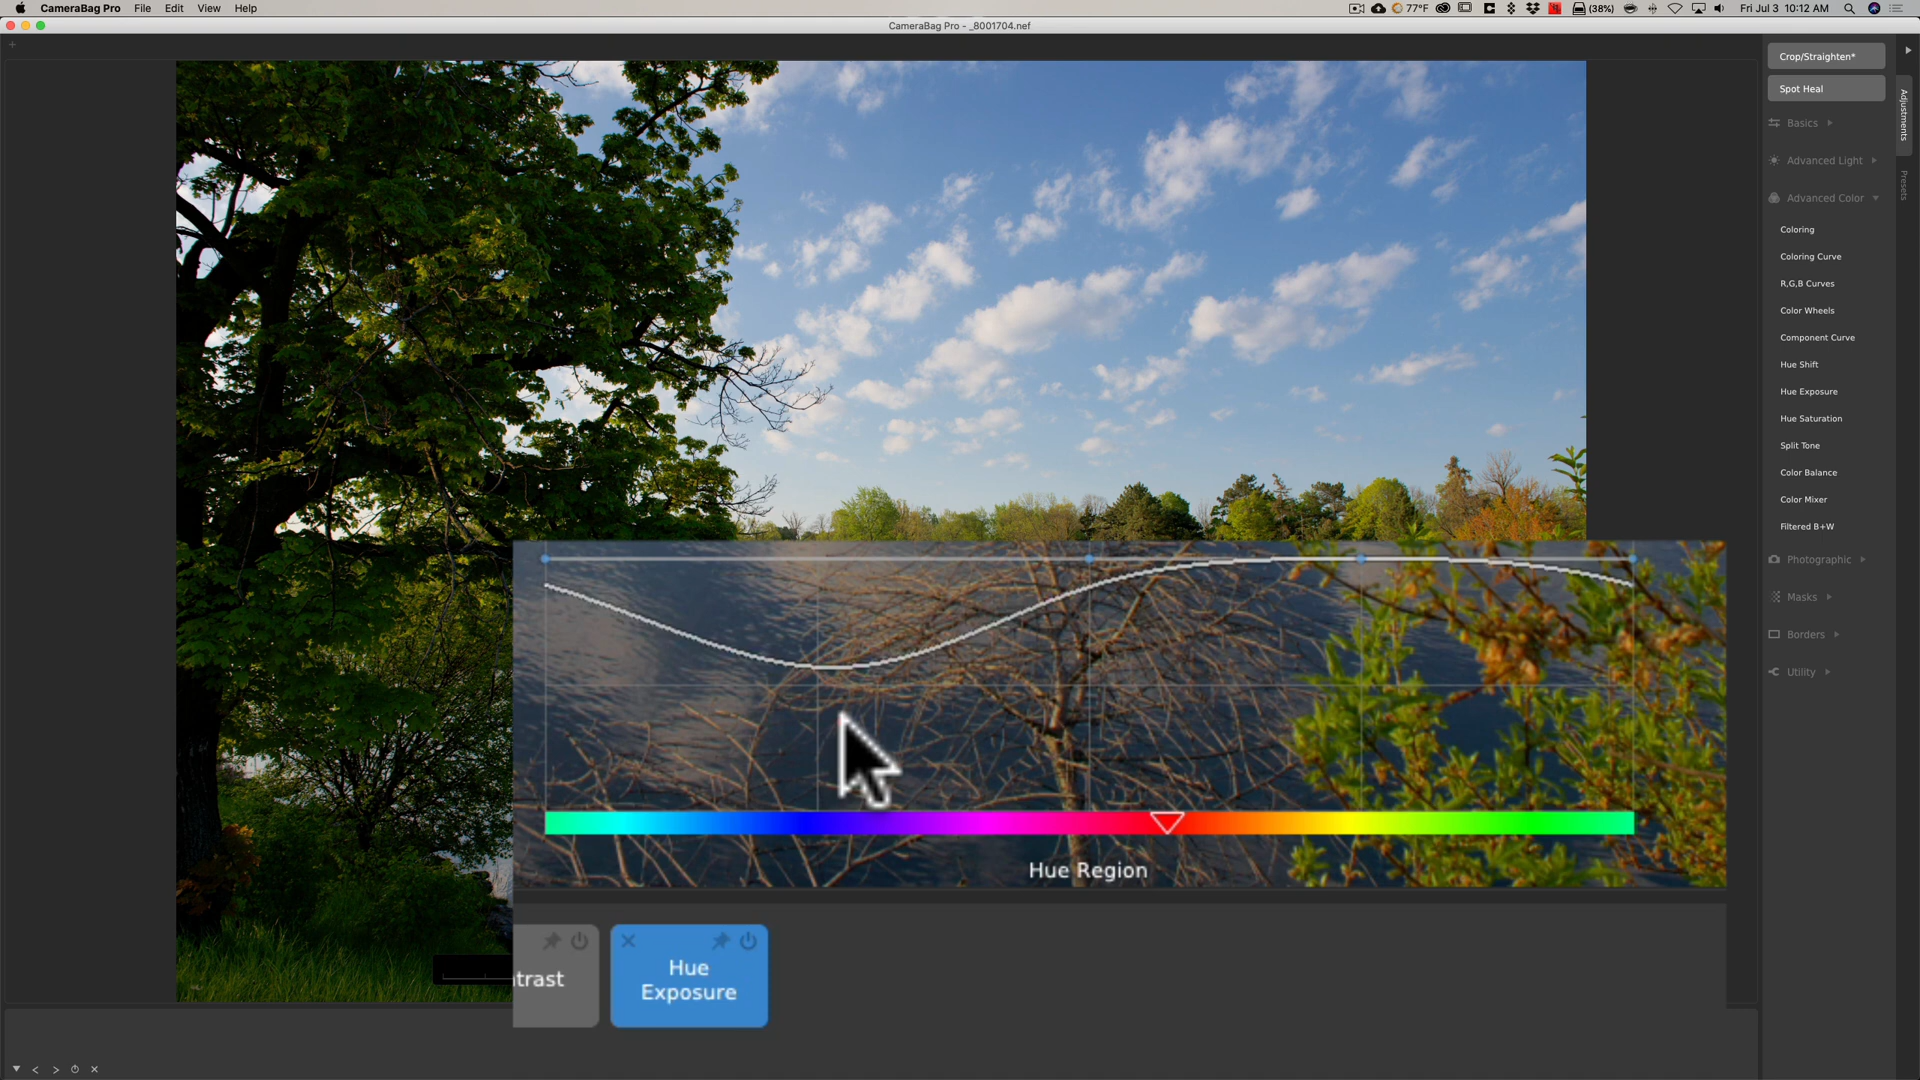 CameraBag Pro File Edit View Help
77°F (38%) Fri Jul 3 10:12 AM
CameraBag Pro - _8001704.nef
Crop/Straighten*
Spot Heal
Basics
Advanced Light
Advanced Color
Coloring
Coloring Curve
R,G,B Curves
Color Wheels
Component Curve
Hue Shift
Hue Exposure
Hue Saturation
Split Tone
Color Balance
Color Mixer
Filtered B+W
Photographic
Masks
Borders
Utility
Adjustments
Presets
Hue Region
trast
Hue
Exposure